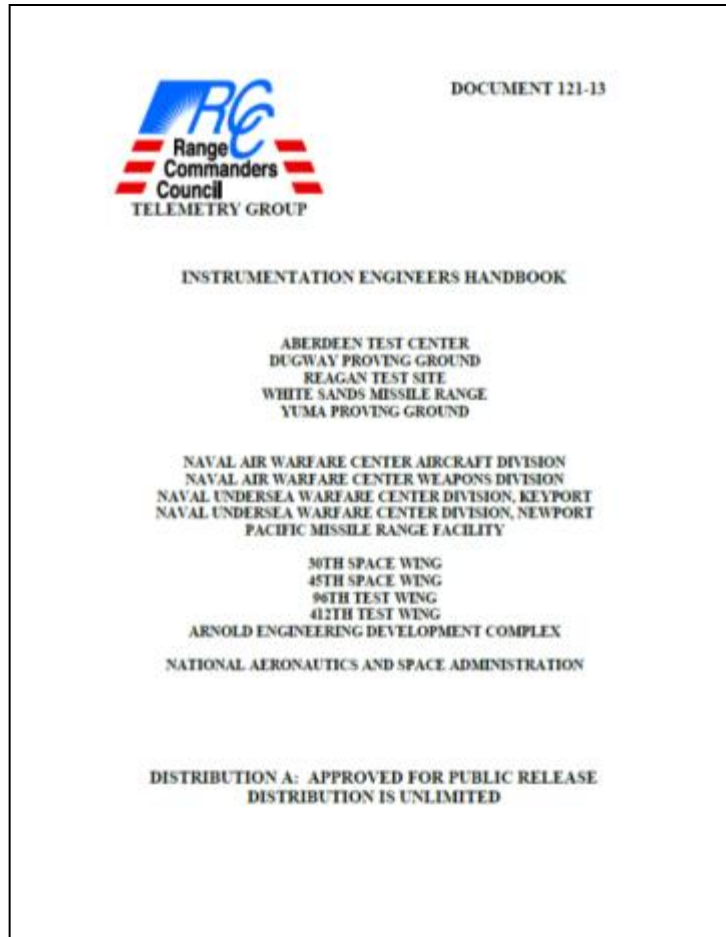 DOCUMENT 121-13
RCC
Range
Commanders
Council
TELEMETRY GROUP
INSTRUMENTATION ENGINEERS HANDBOOK
ABERDEEN TEST CENTER
DUGWAY PROVING GROUND
REAGAN TEST SITE
WHITE SANDS MISSILE RANGE
YUMA PROVING GROUND
NAVAL AIR WARFARE CENTER AIRCRAFT DIVISION
NAVAL AIR WARFARE CENTER WEAPONS DIVISION
NAVAL UNDERSEA WARFARE CENTER DIVISION, KEYPORT
NAVAL UNDERSEA WARFARE CENTER DIVISION, NEWPORT
PACIFIC MISSILE RANGE FACILITY
30TH SPACE WING
45TH SPACE WING
96TH TEST WING
412TH TEST WING
ARNOLD ENGINEERING DEVELOPMENT COMPLEX
NATIONAL AERONAUTICS AND SPACE ADMINISTRATION
DISTRIBUTION A: APPROVED FOR PUBLIC RELEASE
DISTRIBUTION IS UNLIMITED